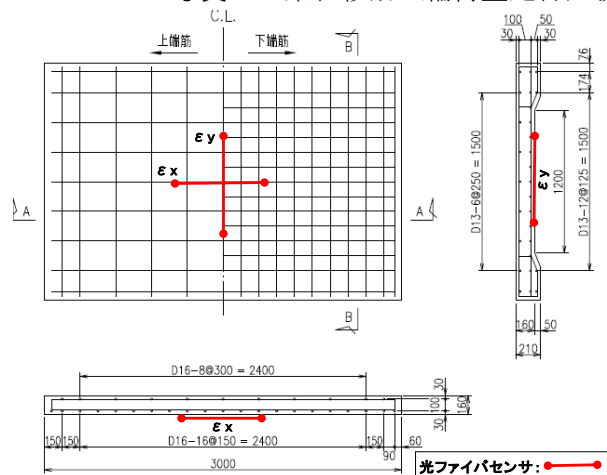 C.L.
上端筋 下端筋
B
εy
εx
A
A
B
100 50
30 30
76
174
D13-6@250 = 1500
εy
1200
D13-12@125 = 1500
160 50
210
D16-8@300 = 2400
30
100
160
30
εx
150 150
D16-16@150 = 2400
150 60
90
3000
光ファイバセンサ: